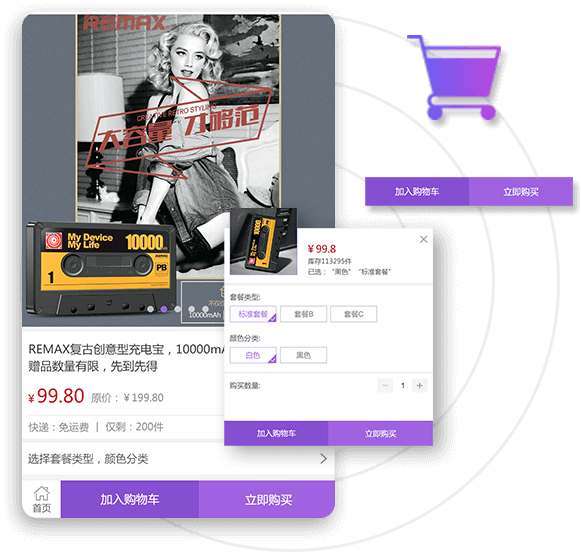 REMAX
CREATIVE RETRO STYLING
大容量 才够范
My Device
My Life
10000
1
PB
10000mAh
REMAX复古创意型充电宝，10000mA
赠品数量有限，先到先得
¥99.80 原价：¥199.80
快递：免运费 | 仅剩：200件
选择套餐类型，颜色分类
首页
加入购物车
立即购买
¥99.8
库存113295件
已选：“黑色”“标准套餐”
套餐类型：
标准套餐
套餐B
套餐C
颜色分类：
白色
黑色
购买数量：
－ 1 ＋
加入购物车
立即购买
加入购物车
立即购买